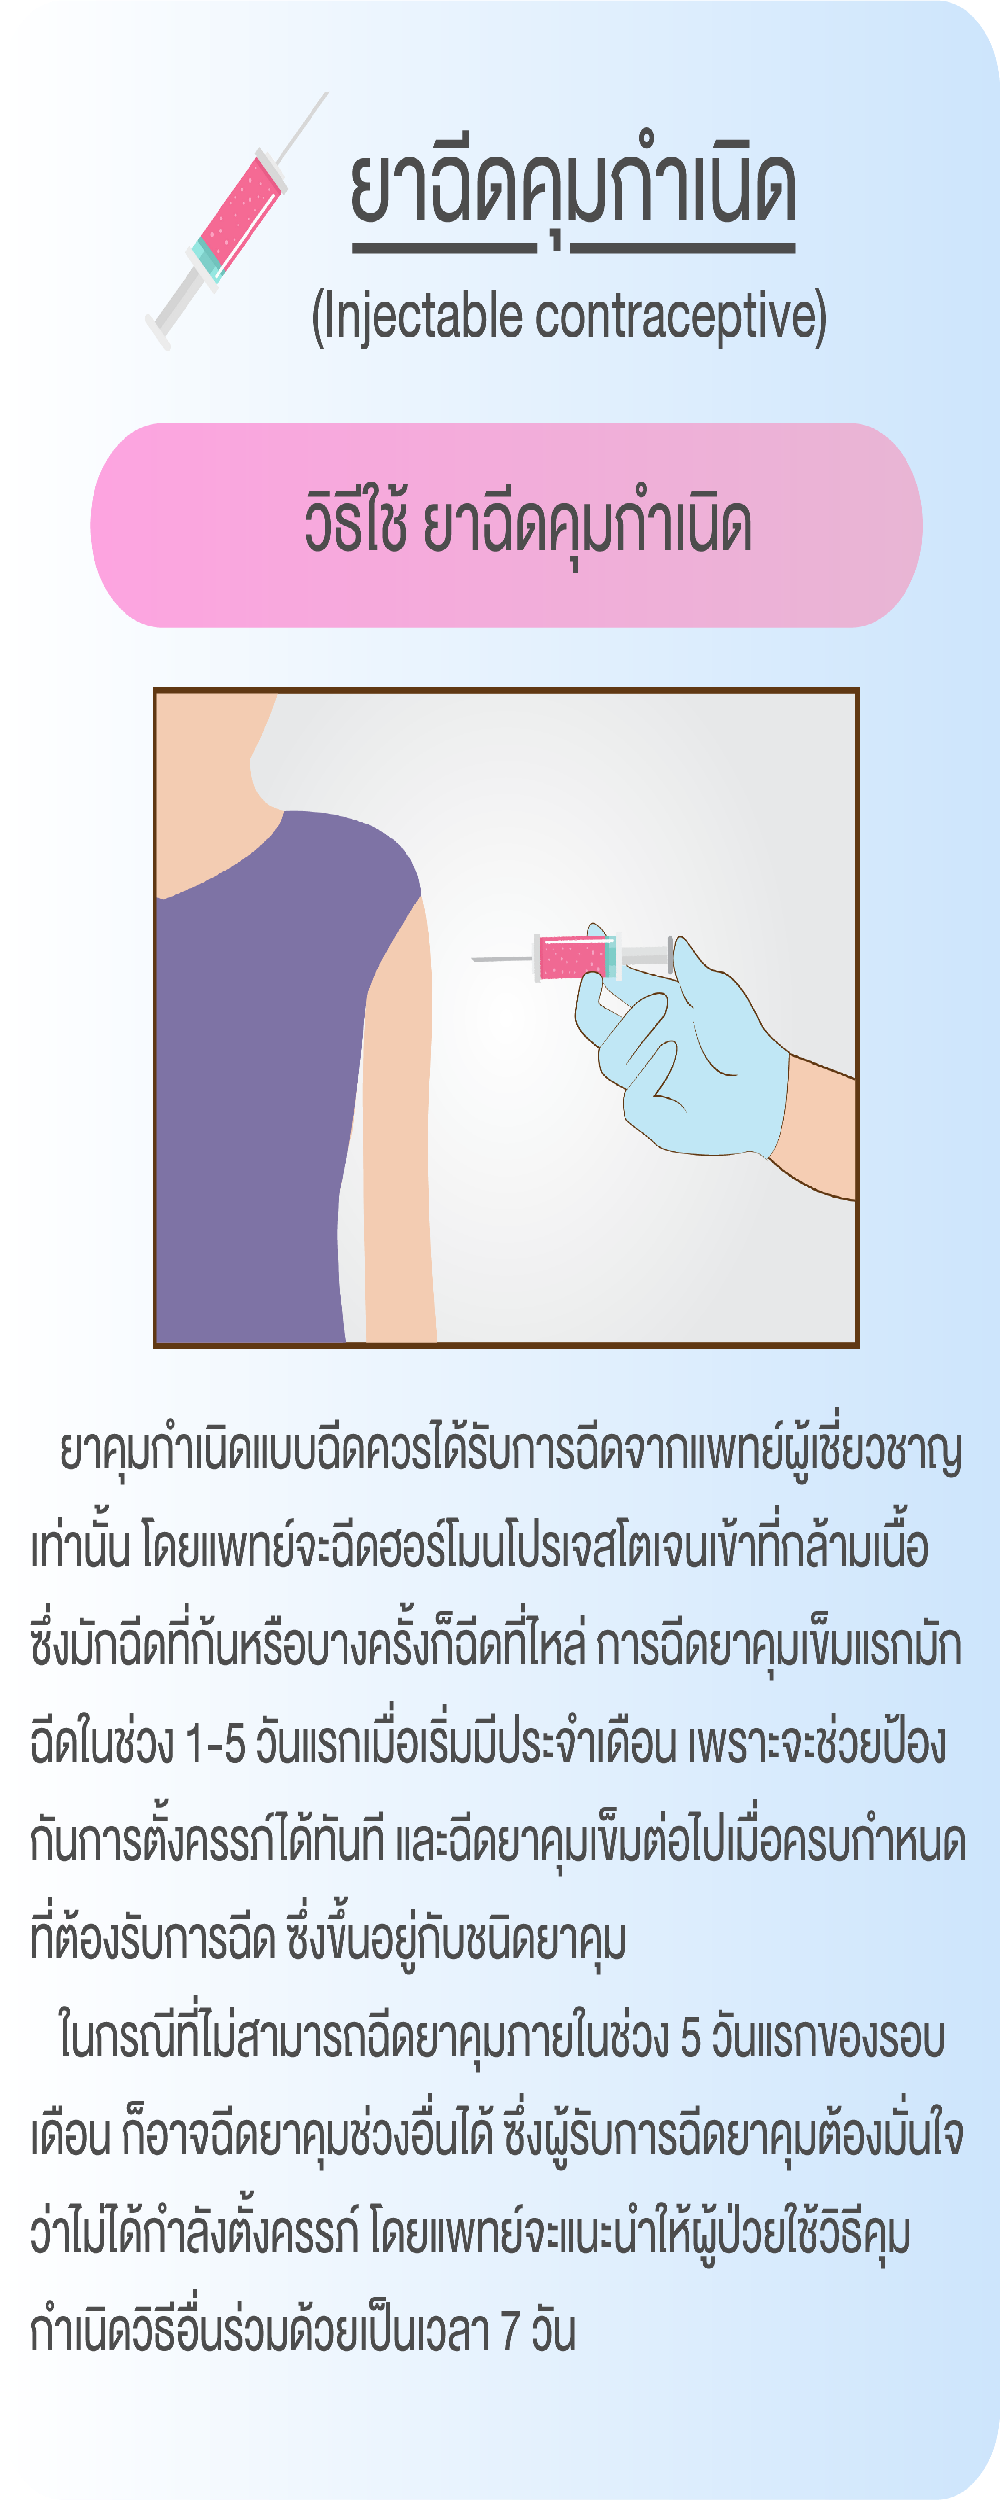 ยาฉีดคุมกำเนิด
(Injectable contraceptive)
วิธีใช้ ยาฉีดคุมกำเนิด
ยาคุมกำเนิดแบบฉีดควรได้รับการฉีดจากแพทย์ผู้เชี่ยวชาญ
เท่านั้น โดยแพทย์จะฉีดฮอร์โมนโปรเจสโตเจนเข้าที่กล้ามเนื้อ
ซึ่งมักฉีดที่ก้นหรือบางครั้งก็ฉีดที่ไหล่ การฉีดยาคุมเข็มแรกมัก
ฉีดในช่วง 1-5 วันแรกเมื่อเริ่มมีประจำเดือน เพราะจะช่วยป้อง
กันการตั้งครรภ์ได้ทันที และฉีดยาคุมเข็มต่อไปเมื่อครบกำหนด
ที่ต้องรับการฉีด ซึ่งขึ้นอยู่กับชนิดยาคุม
ในกรณีที่ไม่สามารถฉีดยาคุมภายในช่วง 5 วันแรกของรอบ
เดือน ก็อาจฉีดยาคุมช่วงอื่นได้ ซึ่งผู้รับการฉีดยาคุมต้องมั่นใจ
ว่าไม่ได้กำลังตั้งครรภ์ โดยแพทย์จะแนะนำให้ผู้ป่วยใช้วิธีคุม
กำเนิดวิธีอื่นร่วมด้วยเป็นเวลา 7 วัน